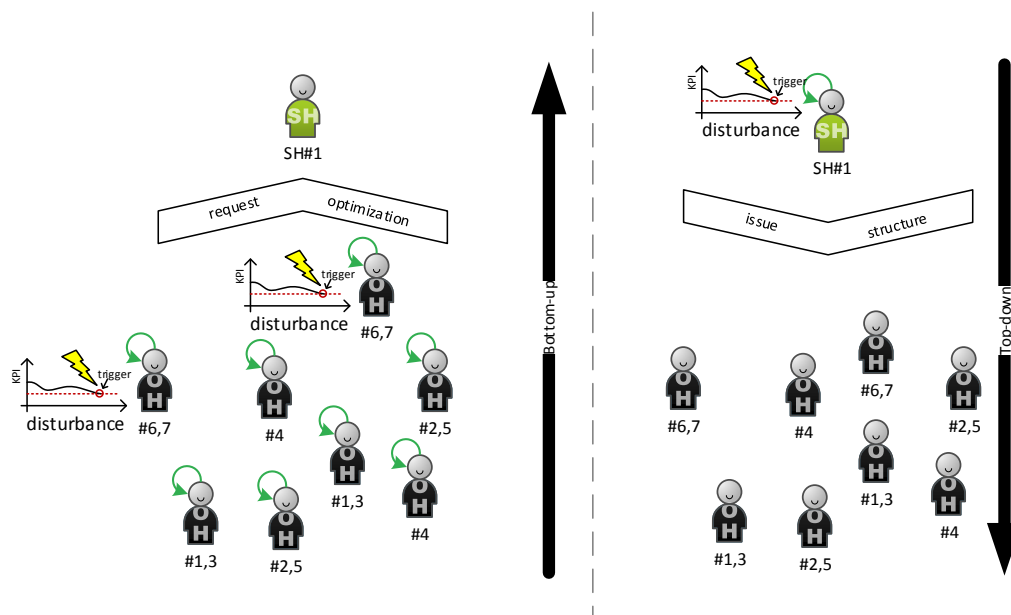 SH
SH#1
request optimization
KPI
trigger
disturbance
OH
#6,7
KPI
trigger
disturbance
OH
#6,7
OH
#4
OH
#2,5
OH
#1,3
OH
#4
OH
#1,3
OH
#2,5
Bottom-up
KPI
trigger
disturbance
SH
SH#1
issue structure
OH
#6,7
OH
#6,7
OH
#4
OH
#2,5
OH
#1,3
OH
#4
OH
#1,3
OH
#2,5
Top-down